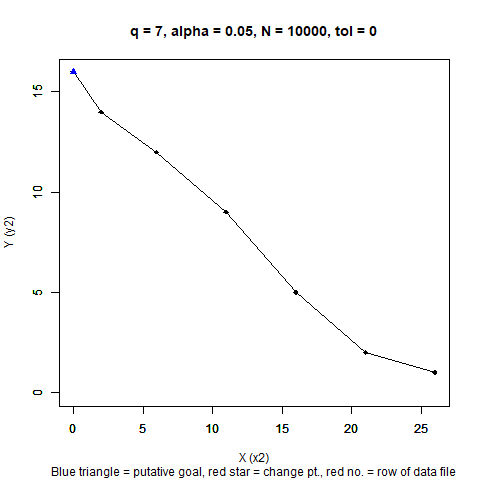 q = 7, alpha = 0.05, N = 10000, tol = 0
15
10
5
0
Y (y2)
0 5 10 15 20 25
X (x2)
Blue triangle = putative goal, red star = change pt., red no. = row of data file